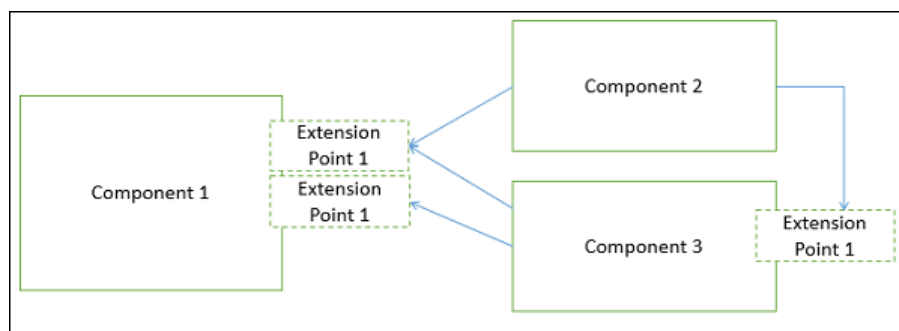 Component 1
Extension
Point 1
Extension
Point 1
Component 2
Component 3
Extension
Point 1